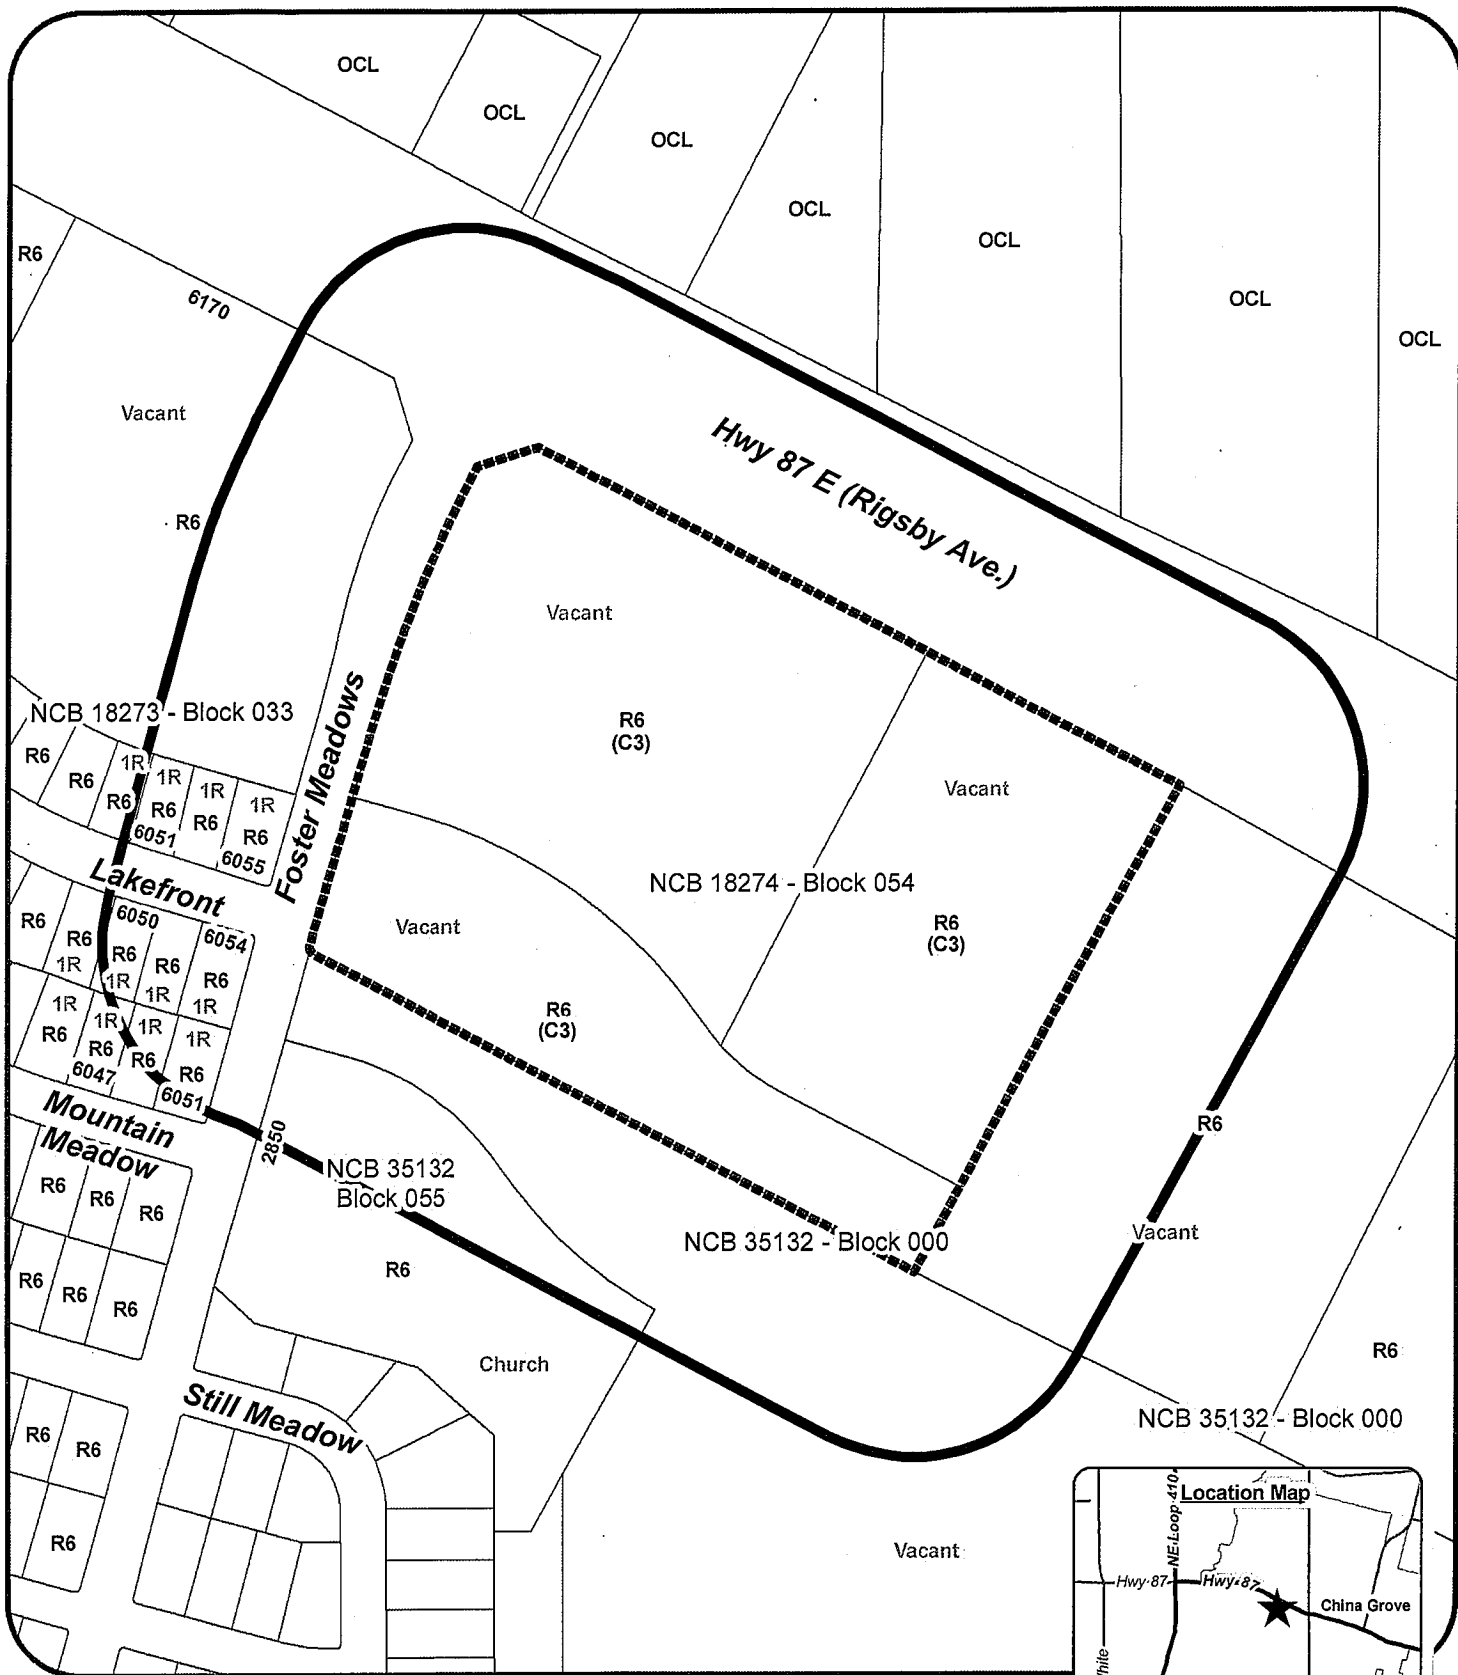 OCL
OCL
OCL
OCL
OCL
OCL
OCL
R6
6170
Vacant
R6
Hwy 87 E (Rigsby Ave.)
Vacant
R6
(C3)
Vacant
NCB 18273 - Block 033
Foster Meadows
R6
R6
1R
R6
1R
R6
6051
1R
R6
1R
R6
6055
Lakefront
NCB 18274 - Block 054
R6
(C3)
Vacant
R6
(C3)
6050
6054
R6
R6
1R
R6
1R
R6
1R
R6
1R
1R
R6
1R
R6
6047
1R
R6
1R
R6
6051
Mountain
Meadow
2850
NCB 35132
Block 055
R6
Vacant
NCB 35132 - Block 000
R6
R6
R6
R6
R6
R6
R6
Church
R6
NCB 35132 - Block 000
Still Meadow
R6
R6
R6
Vacant
Location Map
NE Loop 410
Hwy 87
Hwy 87
China Grove